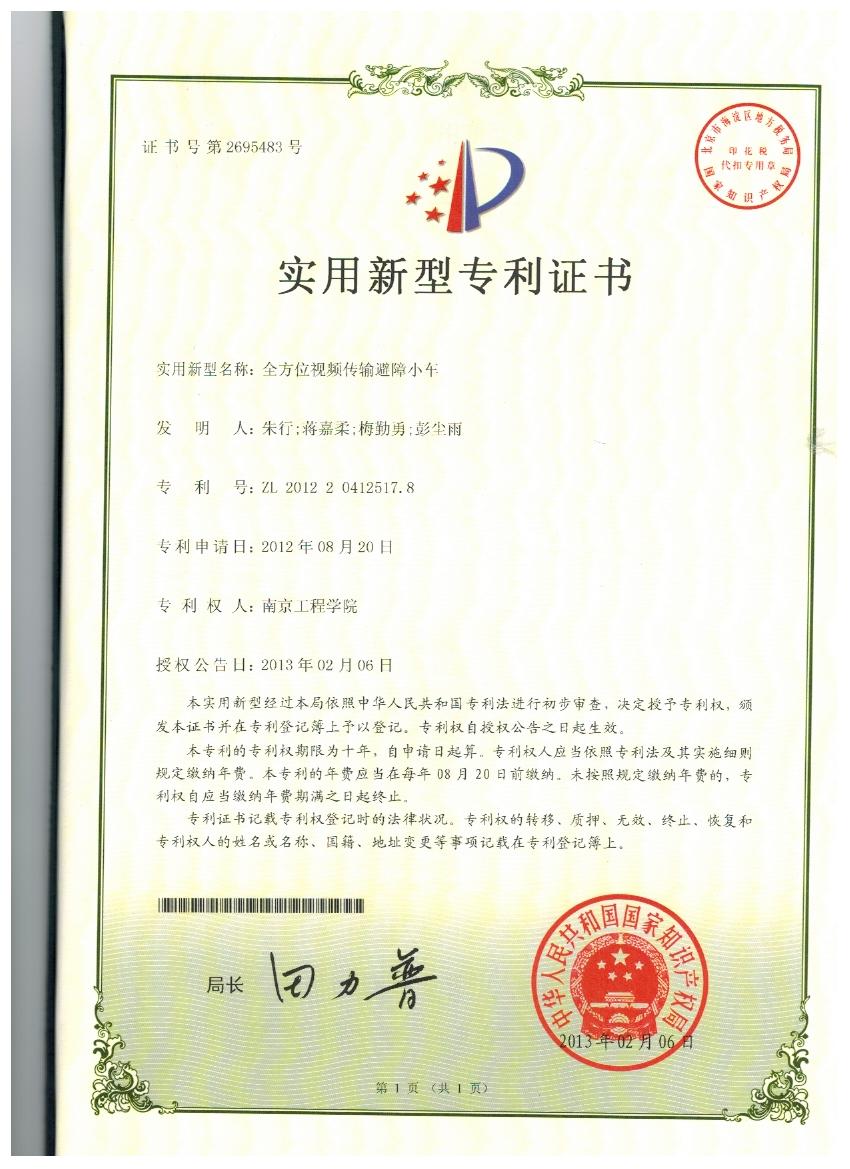 证书号第2695483号
北京市海淀区地方税务局
印花税
代扣专用章
国家知识产权局
实用新型专利证书
实用新型名称：全方位视频传输避障小车
发明人：朱行;蒋嘉柔;梅勤勇;彭尘雨
专利号：ZL 2012 2 0412517.8
专利申请日：2012年08月20日
专利权人：南京工程学院
授权公告日：2013年02月06日
本实用新型经过本局依照中华人民共和国专利法进行初步审查，决定授予专利权，颁
发本证书并在专利登记簿上予以登记。专利权自授权公告之日起生效。
本专利的专利权期限为十年，自申请日起算。专利权人应当依照专利法及其实施细则
规定缴纳年费。本专利的年费应当在每年08月20日前缴纳。未按照规定缴纳年费的，专
利权自应当缴纳年费期满之日起终止。
专利证书记载专利权登记时的法律状况。专利权的转移、质押、无效、终止、恢复和
专利权人的姓名或名称、国籍、地址变更等事项记载在专利登记簿上。
局长 田力普
中华人民共和国国家知识产权局
2013年02月06日
第1页（共1页）